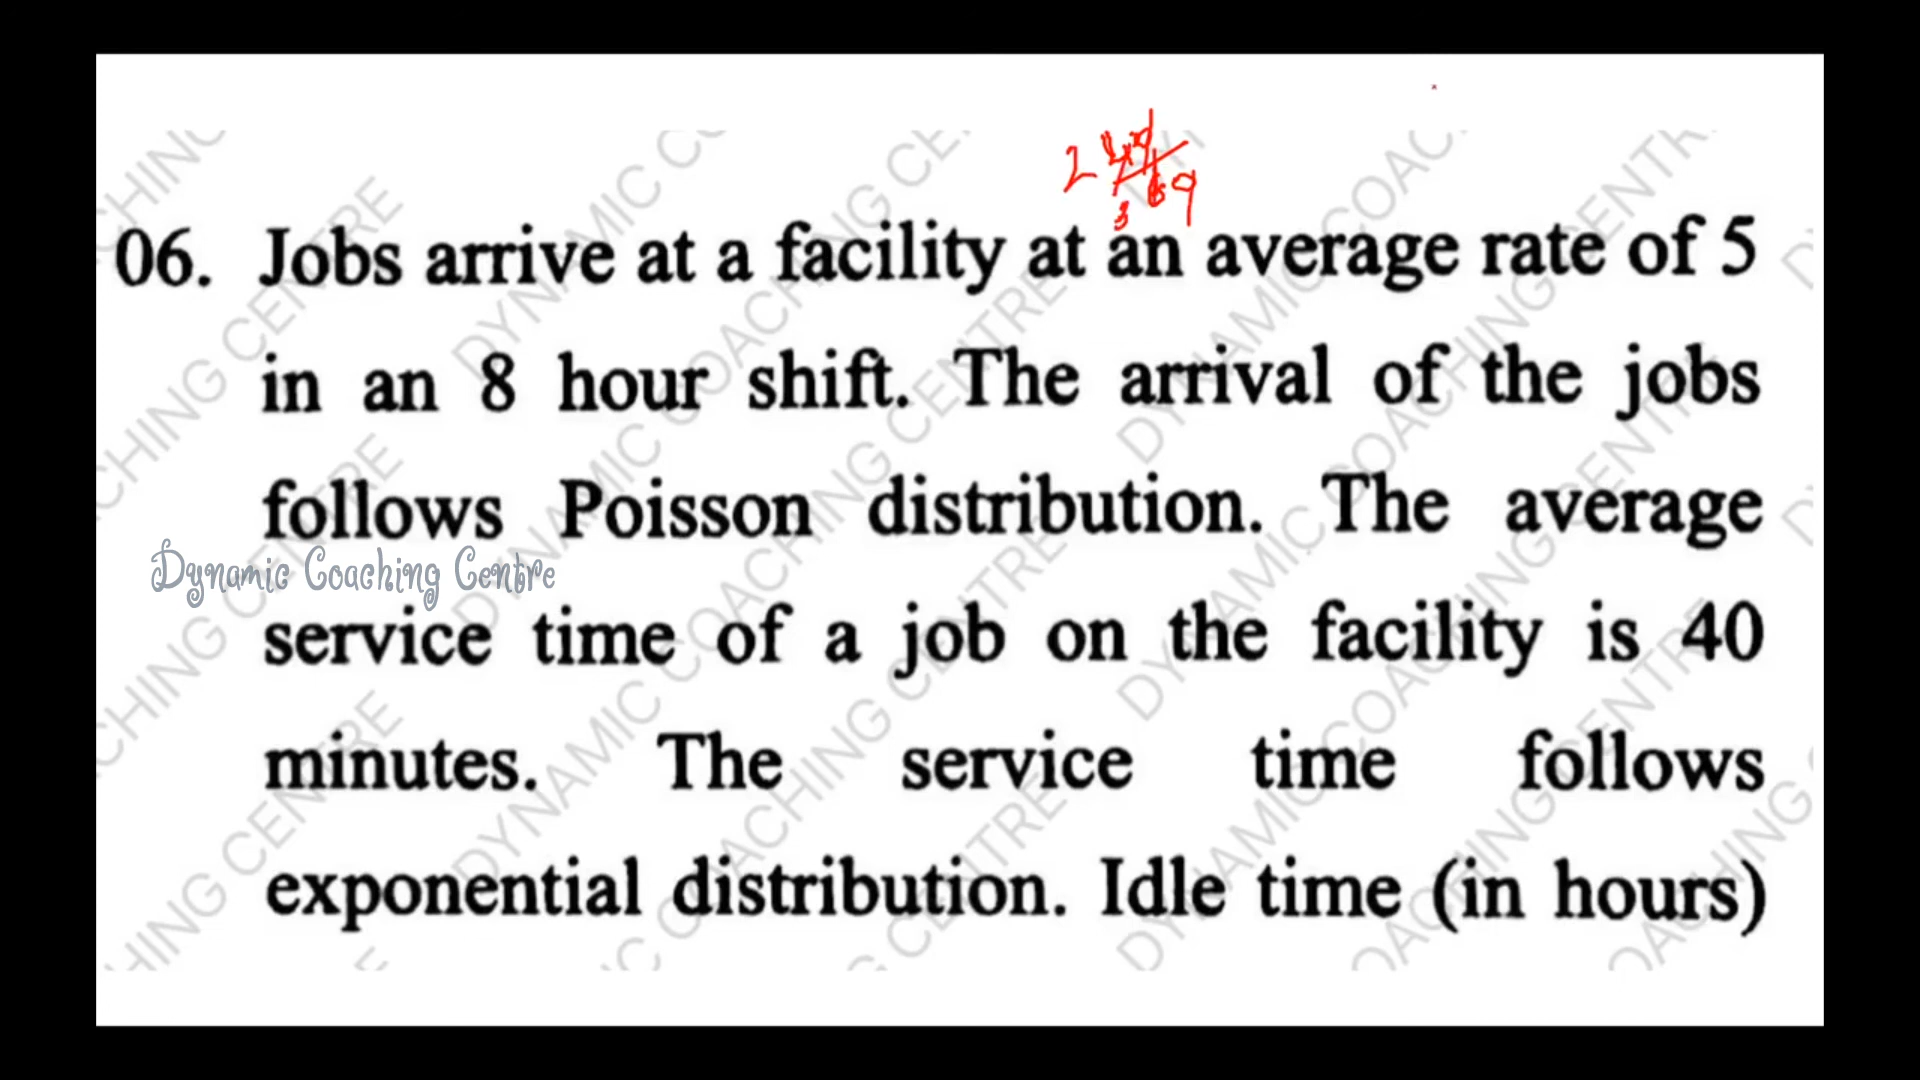 06. Jobs arrive at a facility at an average rate of 5
in an 8 hour shift. The arrival of the jobs
follows Poisson distribution. The average
Dynamic Coaching Centre
service time of a job on the facility is 40
minutes. The service time follows
exponential distribution. Idle time (in hours)